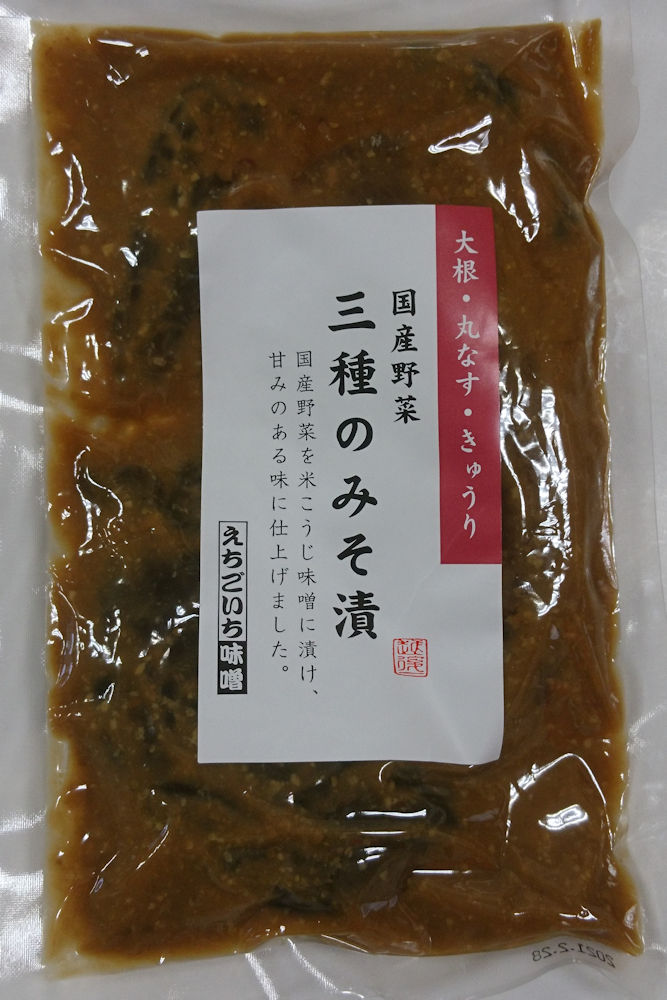 大根・丸なす・きゅうり
国産野菜
三種のみそ漬
国産野菜を米こうじ味噌に漬け、
甘みのある味に仕上げました。
えちごいち味噌
越後
2021.2.28